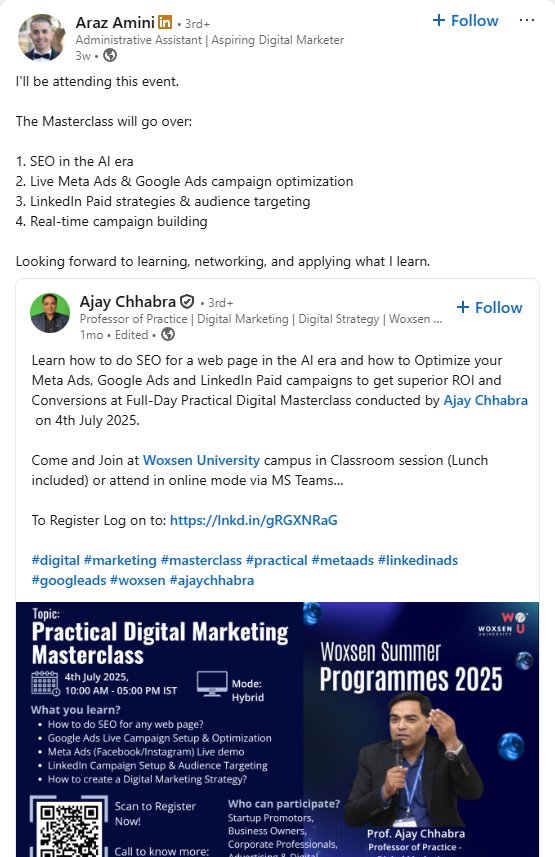 Araz Amini in • 3rd+
+ Follow ...
Administrative Assistant | Aspiring Digital Marketer
3w •
I'll be attending this event.
The Masterclass will go over:
1. SEO in the AI era
2. Live Meta Ads & Google Ads campaign optimization
3. LinkedIn Paid strategies & audience targeting
4. Real-time campaign building
Looking forward to learning, networking, and applying what I learn.
Ajay Chhabra • 3rd+
+ Follow
Professor of Practice | Digital Marketing | Digital Strategy | Woxsen ...
1mo • Edited •
Learn how to do SEO for a web page in the AI era and how to Optimize your
Meta Ads, Google Ads and LinkedIn Paid campaigns to get superior ROI and
Conversions at Full-Day Practical Digital Masterclass conducted by Ajay Chhabra
on 4th July 2025.
Come and Join at Woxsen University campus in Classroom session (Lunch
included) or attend in online mode via MS Teams...
To Register Log on to: https://lnkd.in/gRGXNRaG
#digital #marketing #masterclass #practical #metaads #linkedinads
#googleads #woxsen #ajaychhabra
Topic:
Practical Digital Marketing
Masterclass
4th July 2025,
10:00 AM - 05:00 PM IST
Mode:
Hybrid
What you learn?
• How to do SEO for any web page?
• Google Ads Live Campaign Setup & Optimization
• Meta Ads (Facebook/Instagram) Live demo
• LinkedIn Campaign Setup & Audience Targeting
• How to create a Digital Marketing Strategy?
Scan to Register
Now!
Call to know more:
Who can participate?
Startup Promotors,
Business Owners,
Corporate Professionals,
WOXSEN
UNIVERSITY
Woxsen Summer
Programmes 2025
Prof. Ajay Chhabra
Professor of Practice -